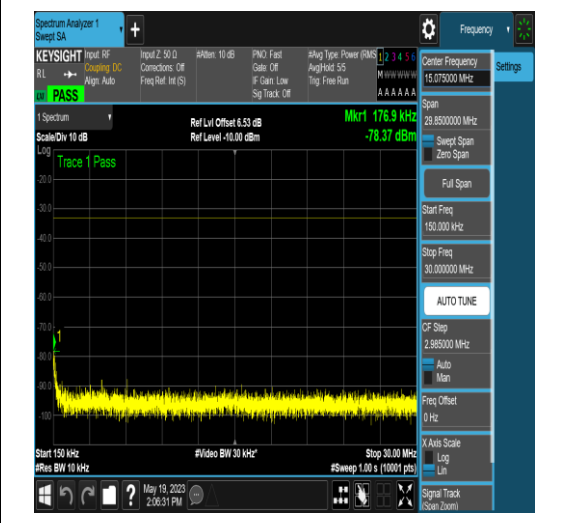 Spectrum Analyzer 1
Swept SA
+
Frequency
KEYSIGHT
RL
PASS
Input: RF
Coupling: DC
Align: Auto
Input Z: 50 Ω
Corrections: Off
Freq Ref: Int (S)
#Atten: 10 dB
PNO: Fast
Gate: Off
IF Gain: Low
Sig Track: Off
#Avg Type: Power (RMS
Avg|Hold: 5/5
Trig: Free Run
1 2 3 4 5 6
M W W W W W
A A A A A A
1 Spectrum
Scale/Div 10 dB
Ref Lvl Offset 6.53 dB
Ref Level -10.00 dBm
Mkr1 176.9 kHz
-78.37 dBm
Log
Trace 1 Pass
-20.0
-30.0
-40.0
-50.0
-60.0
-70.0
-80.0
-90.0
-100
1
Start 150 kHz
#Res BW 10 kHz
#Video BW 30 kHz*
Stop 30.00 MHz
#Sweep 1.00 s (10001 pts)
May 19, 2023
2:06:31 PM
Center Frequency
15.075000 MHz
Settings
Span
29.8500000 MHz
Swept Span
Zero Span
Full Span
Start Freq
150.000 kHz
Stop Freq
30.000000 MHz
AUTO TUNE
CF Step
2.985000 MHz
Auto
Man
Freq Offset
0 Hz
X Axis Scale
Log
Lin
Signal Track
(Span Zoom)